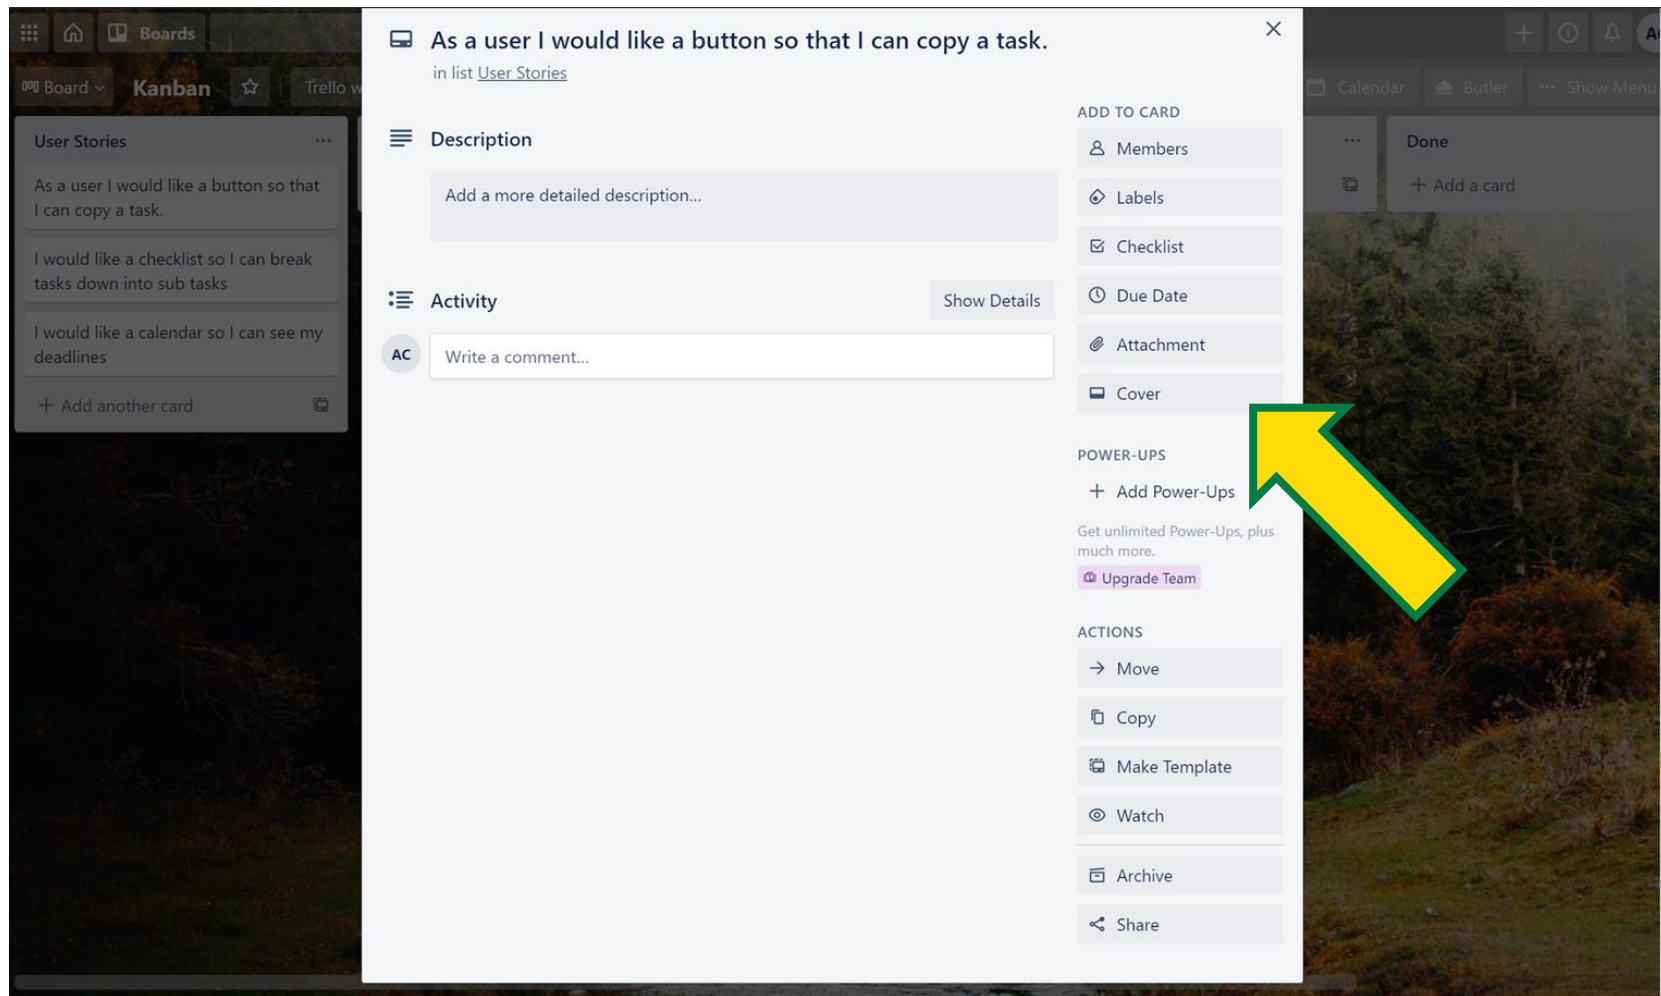 Boards
Board
Kanban
Trello w
Calendar
Butler
Show Menu
User Stories
As a user I would like a button so that
I can copy a task.
I would like a checklist so I can break
tasks down into sub tasks
I would like a calendar so I can see my
deadlines
+ Add another card
As a user I would like a button so that I can copy a task.
in list User Stories
Description
Add a more detailed description...
Activity
Show Details
AC
Write a comment...
ADD TO CARD
Members
Labels
Checklist
Due Date
Attachment
Cover
POWER-UPS
+ Add Power-Ups
Get unlimited Power-Ups, plus
much more.
Upgrade Team
ACTIONS
Move
Copy
Make Template
Watch
Archive
Share
Done
+ Add a card